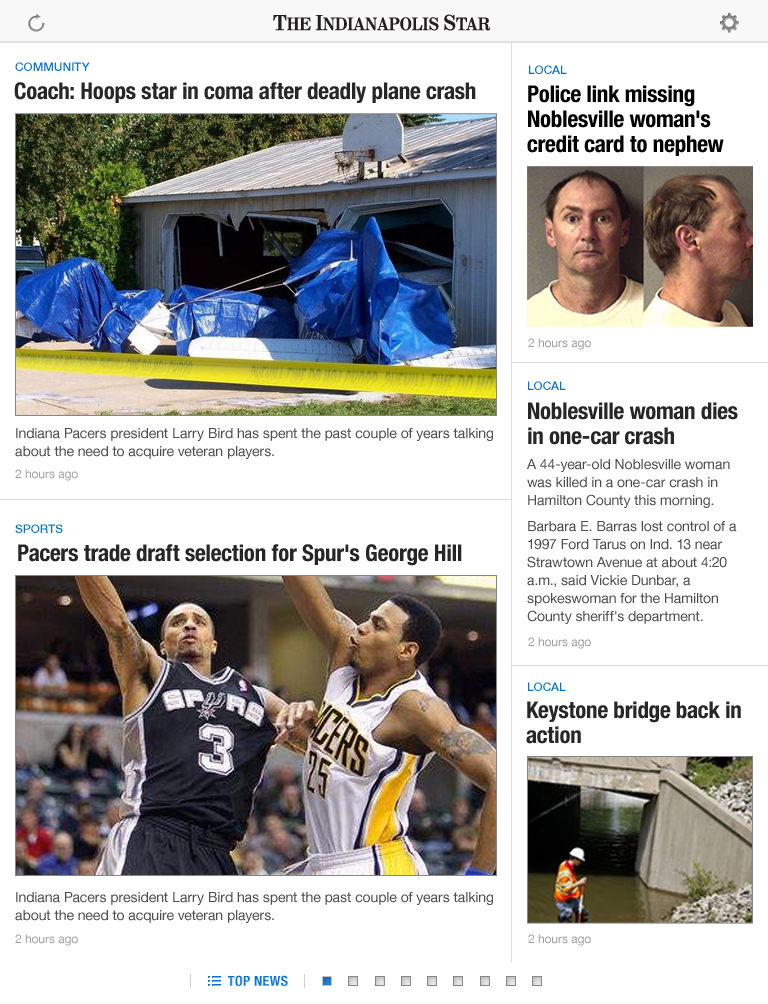 THE INDIANAPOLIS STAR
COMMUNITY
Coach: Hoops star in coma after deadly plane crash
Indiana Pacers president Larry Bird has spent the past couple of years talking
about the need to acquire veteran players.
2 hours ago
SPORTS
Pacers trade draft selection for Spur's George Hill
SPURS
3
PACERS
25
Indiana Pacers president Larry Bird has spent the past couple of years talking
about the need to acquire veteran players.
2 hours ago
LOCAL
Police link missing
Noblesville woman's
credit card to nephew
2 hours ago
LOCAL
Noblesville woman dies
in one-car crash
A 44-year-old Noblesville woman
was killed in a one-car crash in
Hamilton County this morning.
Barbara E. Barras lost control of a
1997 Ford Tarus on Ind. 13 near
Strawtown Avenue at about 4:20
a.m., said Vickie Dunbar, a
spokeswoman for the Hamilton
County sheriff's department.
2 hours ago
LOCAL
Keystone bridge back in
action
2 hours ago
TOP NEWS